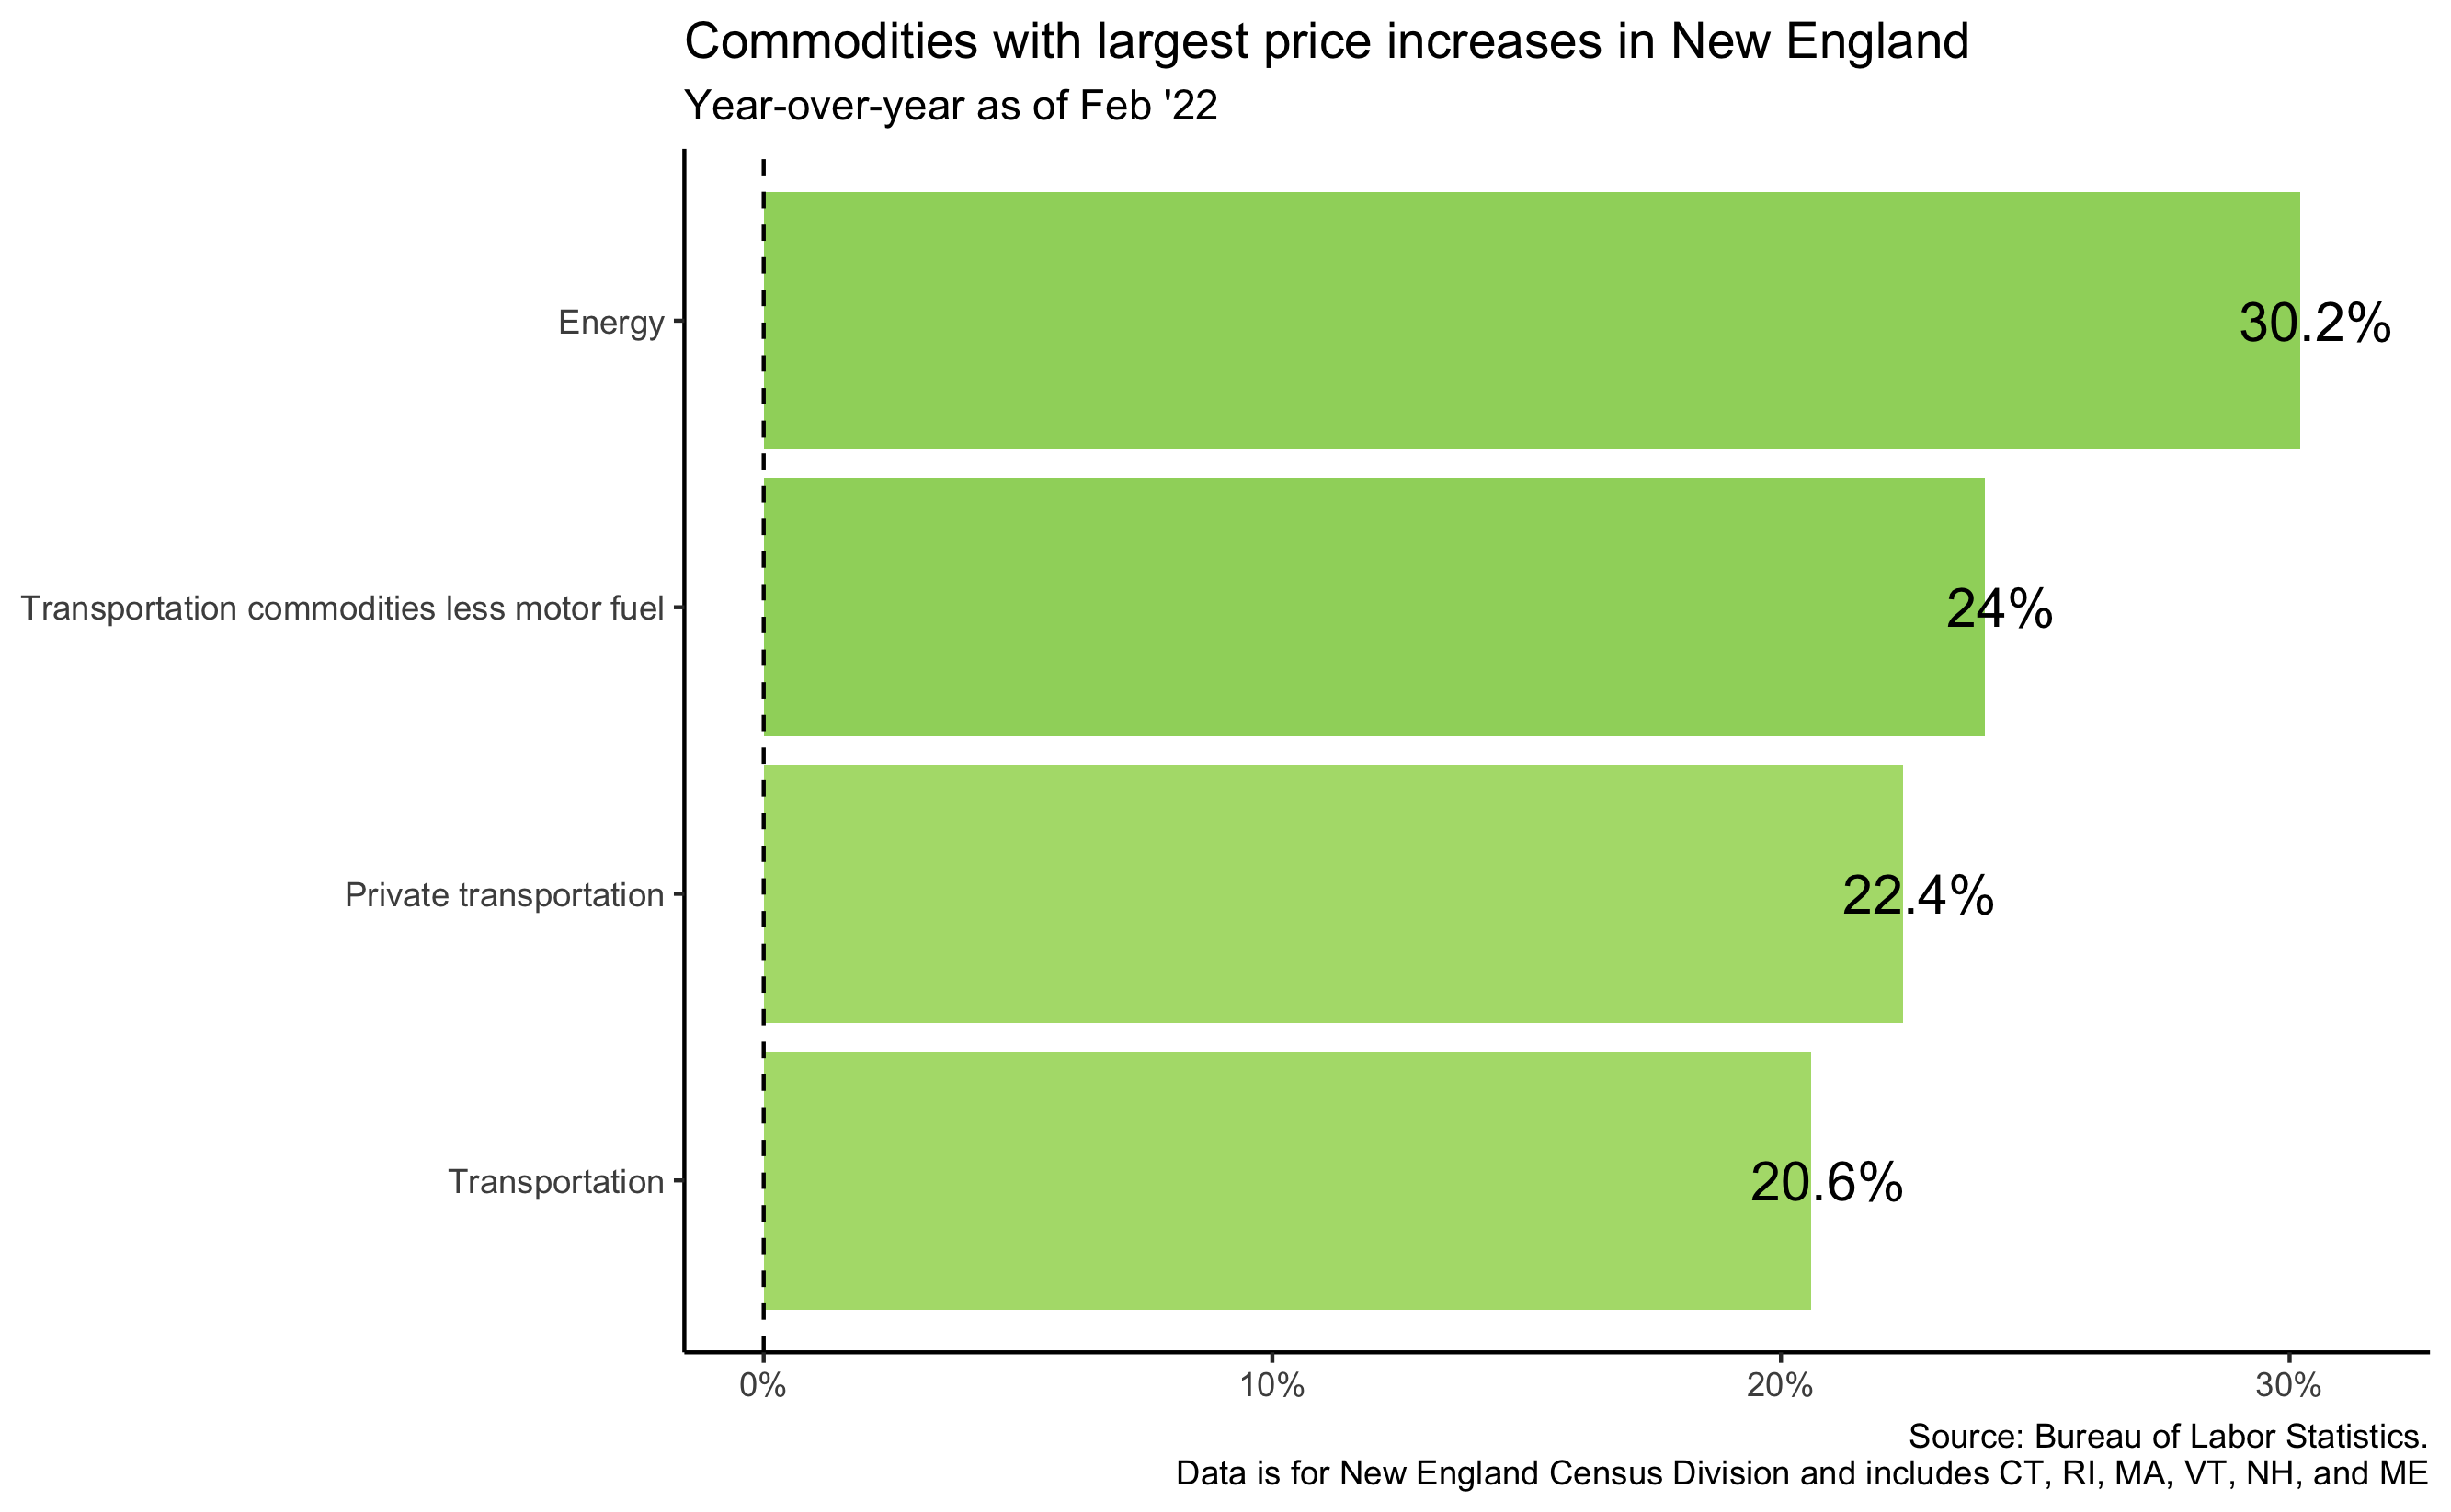 Commodities with largest price increases in New England
Year-over-year as of Feb '22
Energy
30.2%
Transportation commodities less motor fuel
24%
Private transportation
22.4%
Transportation
20.6%
0%
10%
20%
30%
Source: Bureau of Labor Statistics.
Data is for New England Census Division and includes CT, RI, MA, VT, NH, and ME